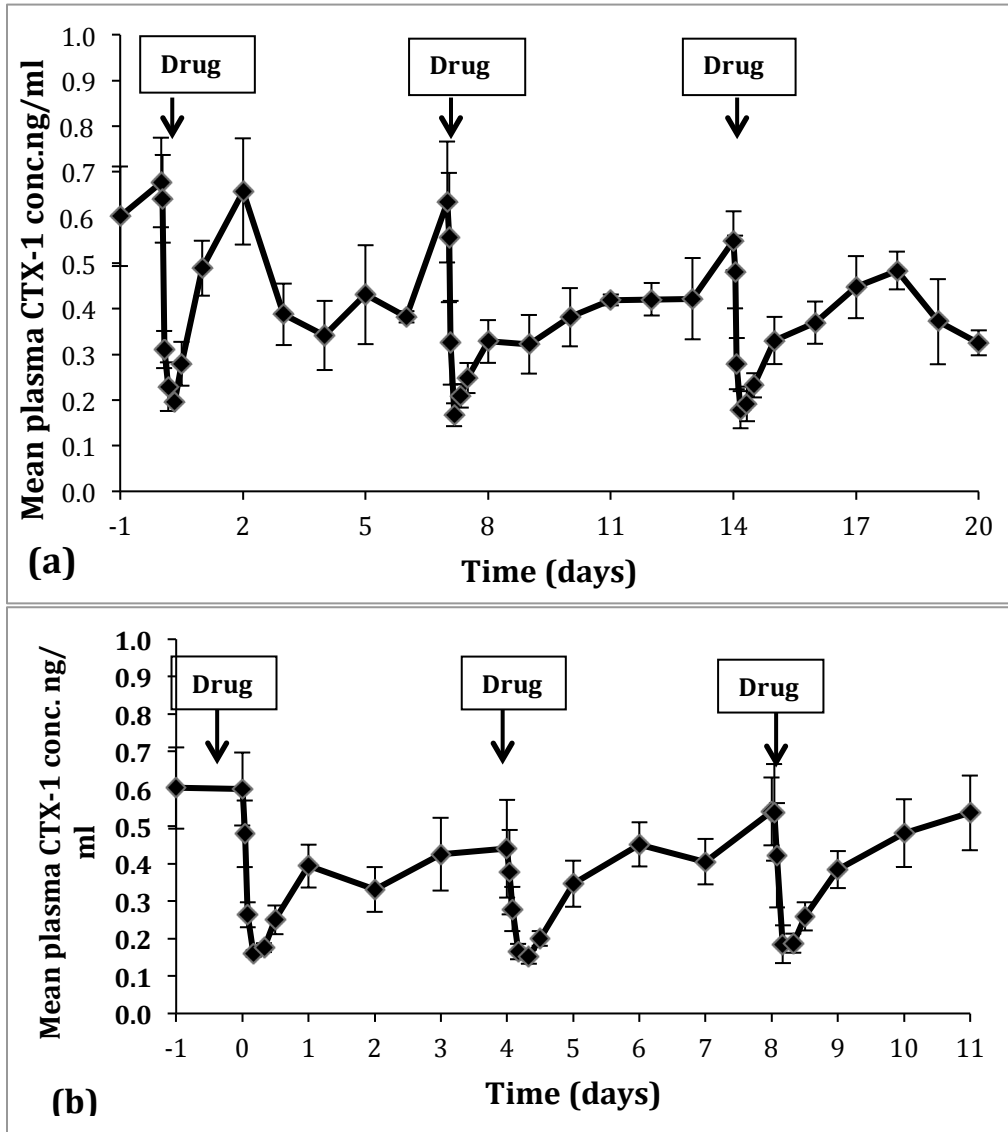 Mean plasma CTX-1 conc.ng/ml
1.0
0.9
0.8
0.7
0.6
0.5
0.4
0.3
0.2
0.1
0.0
Drug
Drug
Drug
-1 2 5 8 11 14 17 20
Time (days)
(a)
Mean plasma CTX-1 conc. ng/
ml
1.0
0.9
0.8
0.7
0.6
0.5
0.4
0.3
0.2
0.1
0.0
Drug
Drug
Drug
-1 0 1 2 3 4 5 6 7 8 9 10 11
Time (days)
(b)